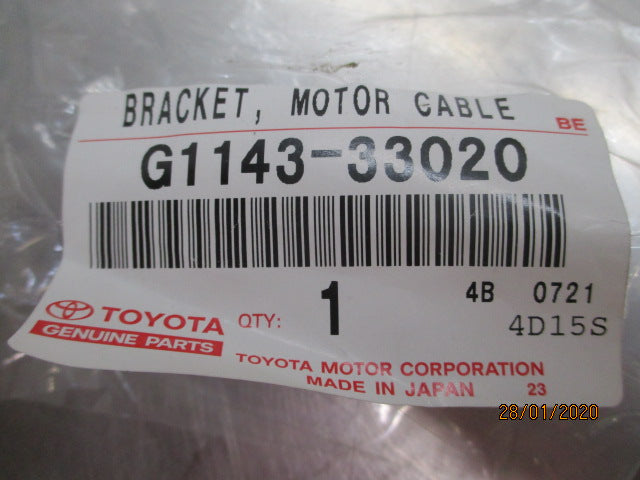 BRACKET, MOTOR CABLE
BE
G1143-33020
TOYOTA
GENUINE PARTS
QTY: 1
4B 0721
4D15S
TOYOTA MOTOR CORPORATION
MADE IN JAPAN 23
28/01/2020